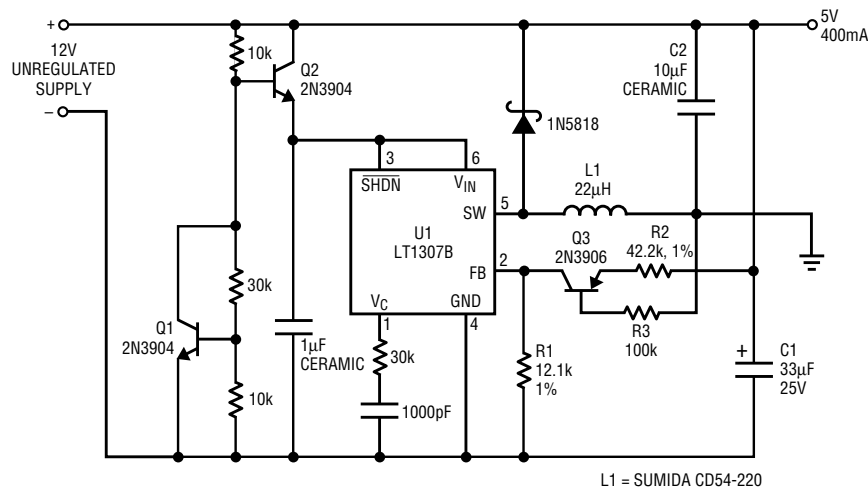 +
12V
UNREGULATED
SUPPLY
–
10k
Q2
2N3904
5V
400mA
C2
10µF
CERAMIC
1N5818
3
6
SHDN
VIN
L1
22µH
SW
5
U1
LT1307B
Q3
2N3906
R2
42.2k, 1%
FB
2
30k
VC
GND
1
4
R3
100k
Q1
2N3904
1µF
CERAMIC
30k
R1
12.1k
1%
+
C1
33µF
25V
10k
1000pF
L1 = SUMIDA CD54-220